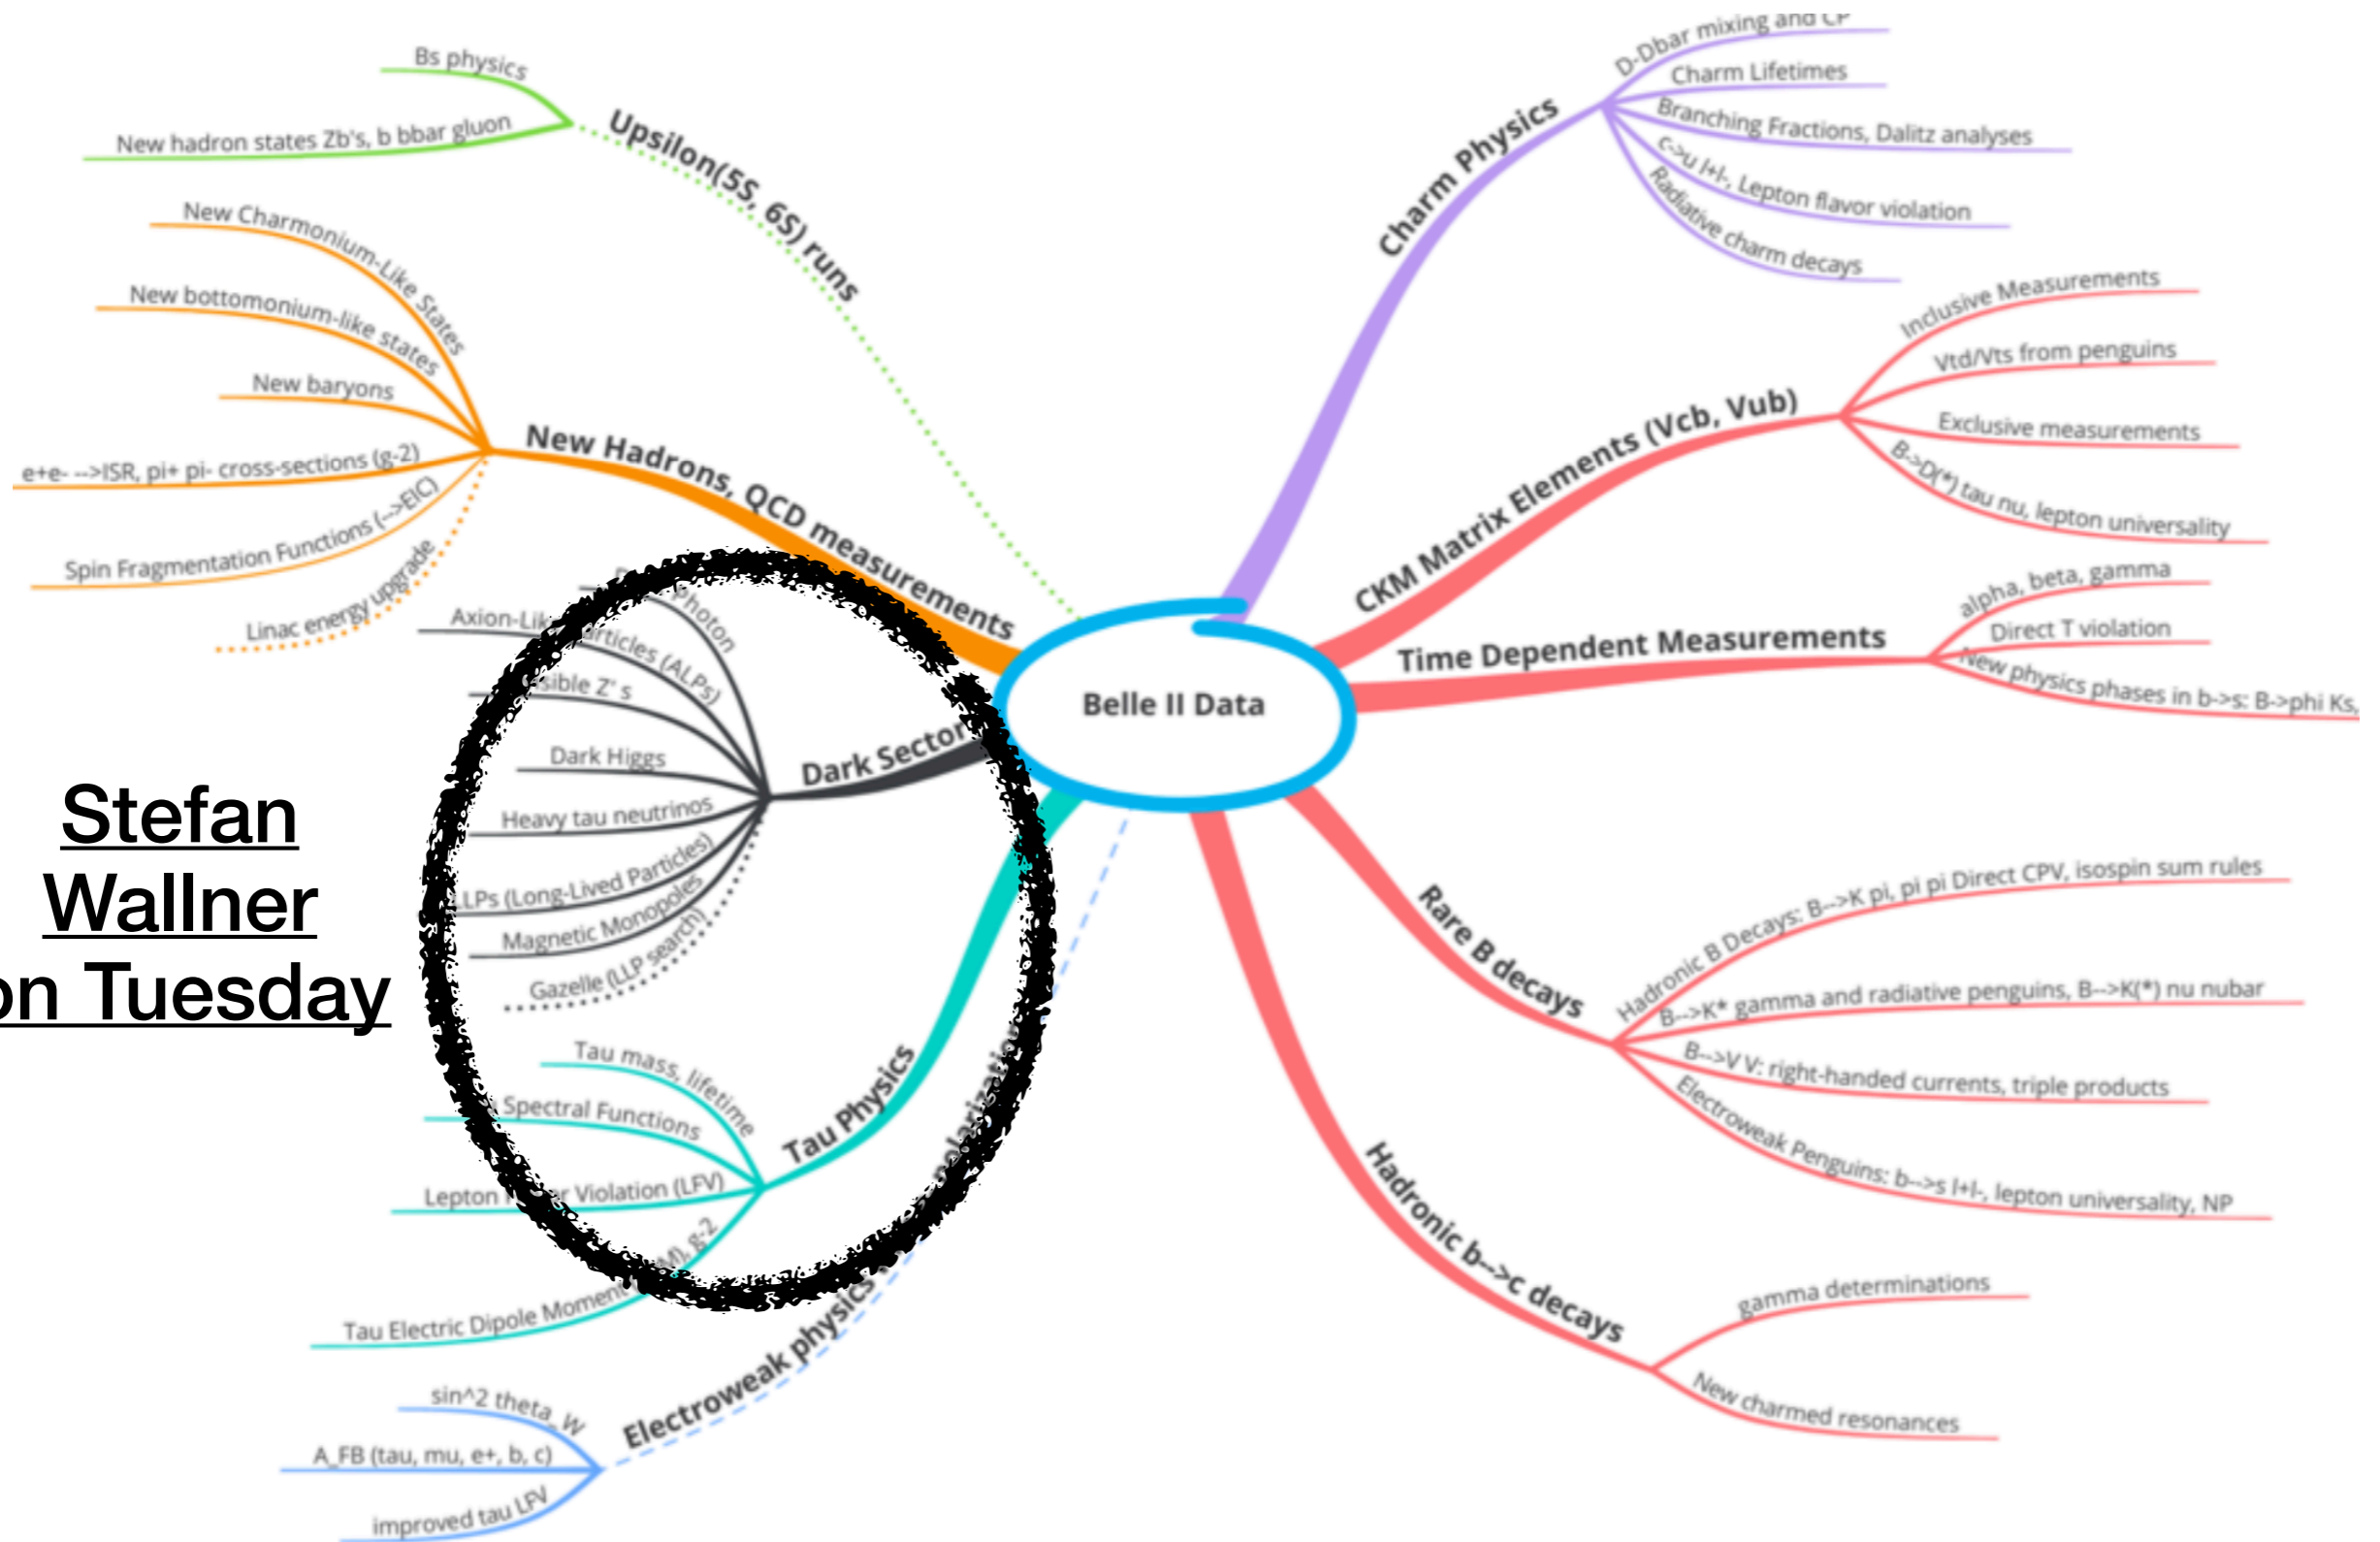 Bs physics
New hadron states Zb's, b bbar gluon
Upsilon(5S, 6S) runs
New Charmonium-Like States
New bottomonium-like states
New baryons
e+e- -->ISR, pi+ pi- cross-sections (g-2)
Spin Fragmentation Functions (-->EIC)
Linac energy upgrade
New Hadrons, QCD measurements
Photon
Axion-Like Particles (ALPs)
Z' s
Dark Higgs
Heavy tau neutrinos
LLPs (Long-Lived Particles)
Magnetic Monopoles
Gazelle (LLP search)
Dark Sector
Stefan
Wallner
on Tuesday
Tau mass, lifetime
Spectral Functions
Lepton Violation (LFV)
Tau Electric Dipole Moment g-2
Tau Physics
sin^2 theta_W
A_FB (tau, mu, e+, b, c)
improved tau LFV
Electroweak physics polarization
Belle II Data
Charm Physics
D-Dbar mixing and CP
Charm Lifetimes
Branching Fractions, Dalitz analyses
c->u l+l-, Lepton flavor violation
Radiative charm decays
CKM Matrix Elements (Vcb, Vub)
Inclusive Measurements
Vtd/Vts from penguins
Exclusive measurements
B->D(*) tau nu, lepton universality
Time Dependent Measurements
alpha, beta, gamma
Direct T violation
New physics phases in b->s: B->phi Ks,
Rare B decays
Hadronic B Decays: B-->K pi, pi pi Direct CPV, isospin sum rules
B-->K* gamma and radiative penguins, B-->K(*) nu nubar
B-->V V: right-handed currents, triple products
Electroweak Penguins: b-->s l+l-, lepton universality, NP
Hadronic b-->c decays
gamma determinations
New charmed resonances